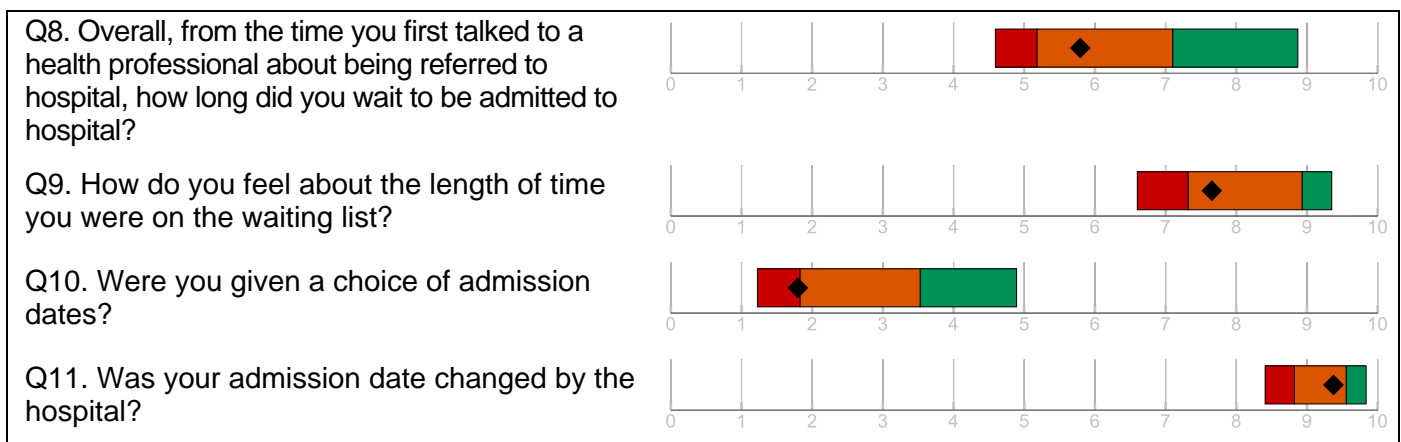 Q8. Overall, from the time you first talked to a
health professional about being referred to
hospital, how long did you wait to be admitted to
hospital?
0 1 2 3 4 5 6 7 8 9 10
Q9. How do you feel about the length of time
you were on the waiting list?
0 1 2 3 4 5 6 7 8 9 10
Q10. Were you given a choice of admission
dates?
0 1 2 3 4 5 6 7 8 9 10
Q11. Was your admission date changed by the
hospital?
0 1 2 3 4 5 6 7 8 9 10